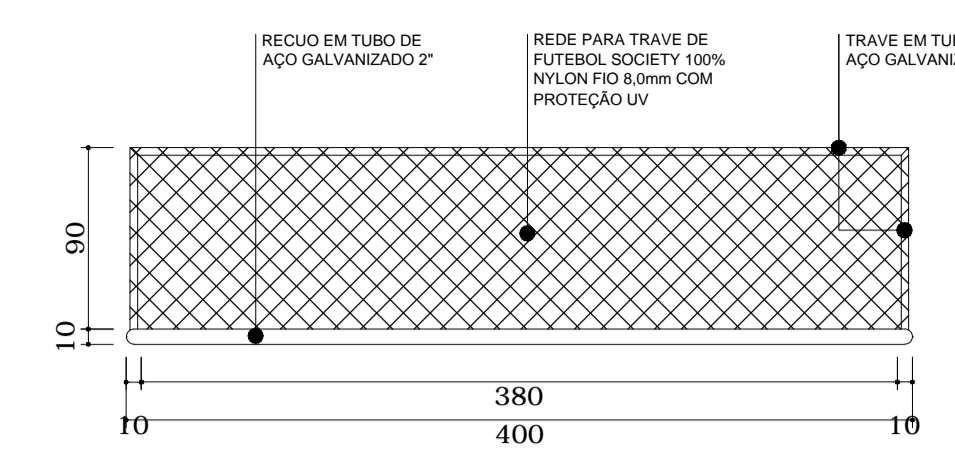 RECUO EM TUBO DE
AÇO GALVANIZADO 2"
REDE PARA TRAVE DE
FUTEBOL SOCIETY 100%
NYLON FIO 8,0mm COM
PROTEÇÃO UV
TRAVE EM
AÇO
90
10
380
10
400
10